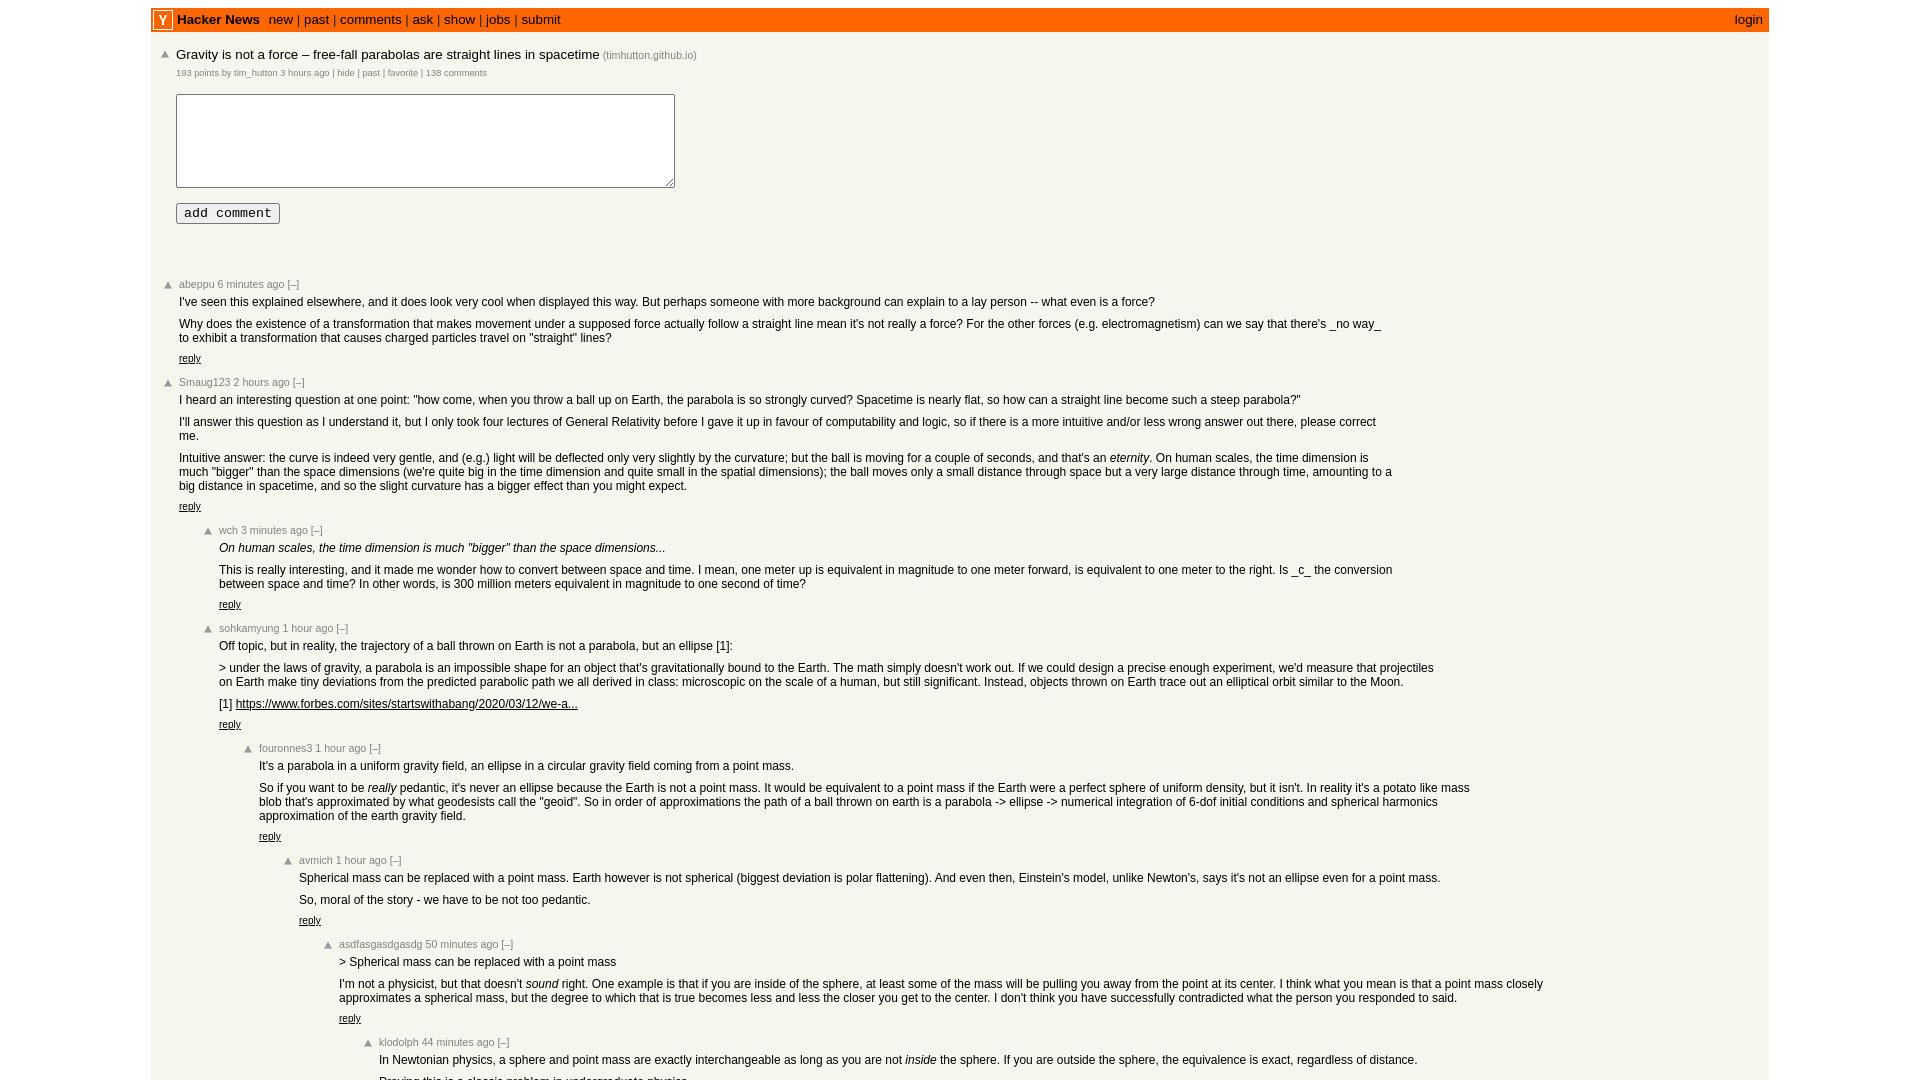 Y Hacker News new | past | comments | ask | show | jobs | submit login
Gravity is not a force – free-fall parabolas are straight lines in spacetime (timhutton.github.io)
193 points by tim_hutton 3 hours ago | hide | past | favorite | 138 comments
add comment
abeppu 6 minutes ago [–]
I've seen this explained elsewhere, and it does look very cool when displayed this way. But perhaps someone with more background can explain to a lay person -- what even is a force?
Why does the existence of a transformation that makes movement under a supposed force actually follow a straight line mean it's not really a force? For the other forces (e.g. electromagnetism) can we say that there's _no way_
to exhibit a transformation that causes charged particles travel on "straight" lines?
reply
Smaug123 2 hours ago [–]
I heard an interesting question at one point: "how come, when you throw a ball up on Earth, the parabola is so strongly curved? Spacetime is nearly flat, so how can a straight line become such a steep parabola?"
I'll answer this question as I understand it, but I only took four lectures of General Relativity before I gave it up in favour of computability and logic, so if there is a more intuitive and/or less wrong answer out there, please correct
me.
Intuitive answer: the curve is indeed very gentle, and (e.g.) light will be deflected only very slightly by the curvature; but the ball is moving for a couple of seconds, and that's an eternity. On human scales, the time dimension is
much "bigger" than the space dimensions (we're quite big in the time dimension and quite small in the spatial dimensions); the ball moves only a small distance through space but a very large distance through time, amounting to a
big distance in spacetime, and so the slight curvature has a bigger effect than you might expect.
reply
wch 3 minutes ago [–]
On human scales, the time dimension is much "bigger" than the space dimensions...
This is really interesting, and it made me wonder how to convert between space and time. I mean, one meter up is equivalent in magnitude to one meter forward, is equivalent to one meter to the right. Is _c_ the conversion
between space and time? In other words, is 300 million meters equivalent in magnitude to one second of time?
reply
sohkamyung 1 hour ago [–]
Off topic, but in reality, the trajectory of a ball thrown on Earth is not a parabola, but an ellipse [1]:
> under the laws of gravity, a parabola is an impossible shape for an object that's gravitationally bound to the Earth. The math simply doesn't work out. If we could design a precise enough experiment, we'd measure that projectiles
on Earth make tiny deviations from the predicted parabolic path we all derived in class: microscopic on the scale of a human, but still significant. Instead, objects thrown on Earth trace out an elliptical orbit similar to the Moon.
[1] https://www.forbes.com/sites/startswithabang/2020/03/12/we-a...
reply
fouronnes3 1 hour ago [–]
It's a parabola in a uniform gravity field, an ellipse in a circular gravity field coming from a point mass.
So if you want to be really pedantic, it's never an ellipse because the Earth is not a point mass. It would be equivalent to a point mass if the Earth were a perfect sphere of uniform density, but it isn't. In reality it's a potato like mass
blob that's approximated by what geodesists call the "geoid". So in order of approximations the path of a ball thrown on earth is a parabola -> ellipse -> numerical integration of 6-dof initial conditions and spherical harmonics
approximation of the earth gravity field.
reply
avmich 1 hour ago [–]
Spherical mass can be replaced with a point mass. Earth however is not spherical (biggest deviation is polar flattening). And even then, Einstein's model, unlike Newton's, says it's not an ellipse even for a point mass.
So, moral of the story - we have to be not too pedantic.
reply
asdfasgasdgasdg 50 minutes ago [–]
> Spherical mass can be replaced with a point mass
I'm not a physicist, but that doesn't sound right. One example is that if you are inside of the sphere, at least some of the mass will be pulling you away from the point at its center. I think what you mean is that a point mass closely
approximates a spherical mass, but the degree to which that is true becomes less and less the closer you get to the center. I don't think you have successfully contradicted what the person you responded to said.
reply
klodolph 44 minutes ago [–]
In Newtonian physics, a sphere and point mass are exactly interchangeable as long as you are not inside the sphere. If you are outside the sphere, the equivalence is exact, regardless of distance.
Proving this is a classic problem in undergraduate physics.